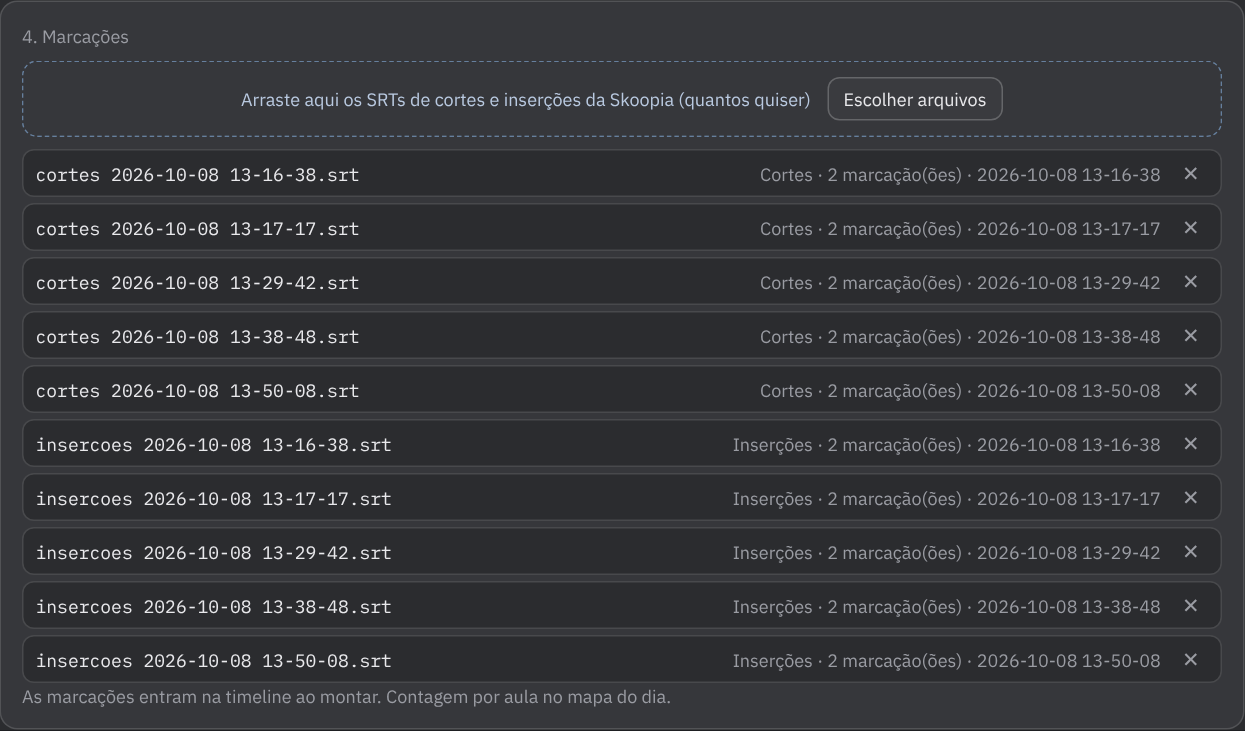 4. Marcações
Arraste aqui os SRTs de cortes e inserções da Skoopia (quantos quiser) Escolher arquivos
cortes 2026-10-08 13-16-38.srt Cortes · 2 marcação(ões) · 2026-10-08 13-16-38 ✕
cortes 2026-10-08 13-17-17.srt Cortes · 2 marcação(ões) · 2026-10-08 13-17-17 ✕
cortes 2026-10-08 13-29-42.srt Cortes · 2 marcação(ões) · 2026-10-08 13-29-42 ✕
cortes 2026-10-08 13-38-48.srt Cortes · 2 marcação(ões) · 2026-10-08 13-38-48 ✕
cortes 2026-10-08 13-50-08.srt Cortes · 2 marcação(ões) · 2026-10-08 13-50-08 ✕
insercoes 2026-10-08 13-16-38.srt Inserções · 2 marcação(ões) · 2026-10-08 13-16-38 ✕
insercoes 2026-10-08 13-17-17.srt Inserções · 2 marcação(ões) · 2026-10-08 13-17-17 ✕
insercoes 2026-10-08 13-29-42.srt Inserções · 2 marcação(ões) · 2026-10-08 13-29-42 ✕
insercoes 2026-10-08 13-38-48.srt Inserções · 2 marcação(ões) · 2026-10-08 13-38-48 ✕
insercoes 2026-10-08 13-50-08.srt Inserções · 2 marcação(ões) · 2026-10-08 13-50-08 ✕
As marcações entram na timeline ao montar. Contagem por aula no mapa do dia.